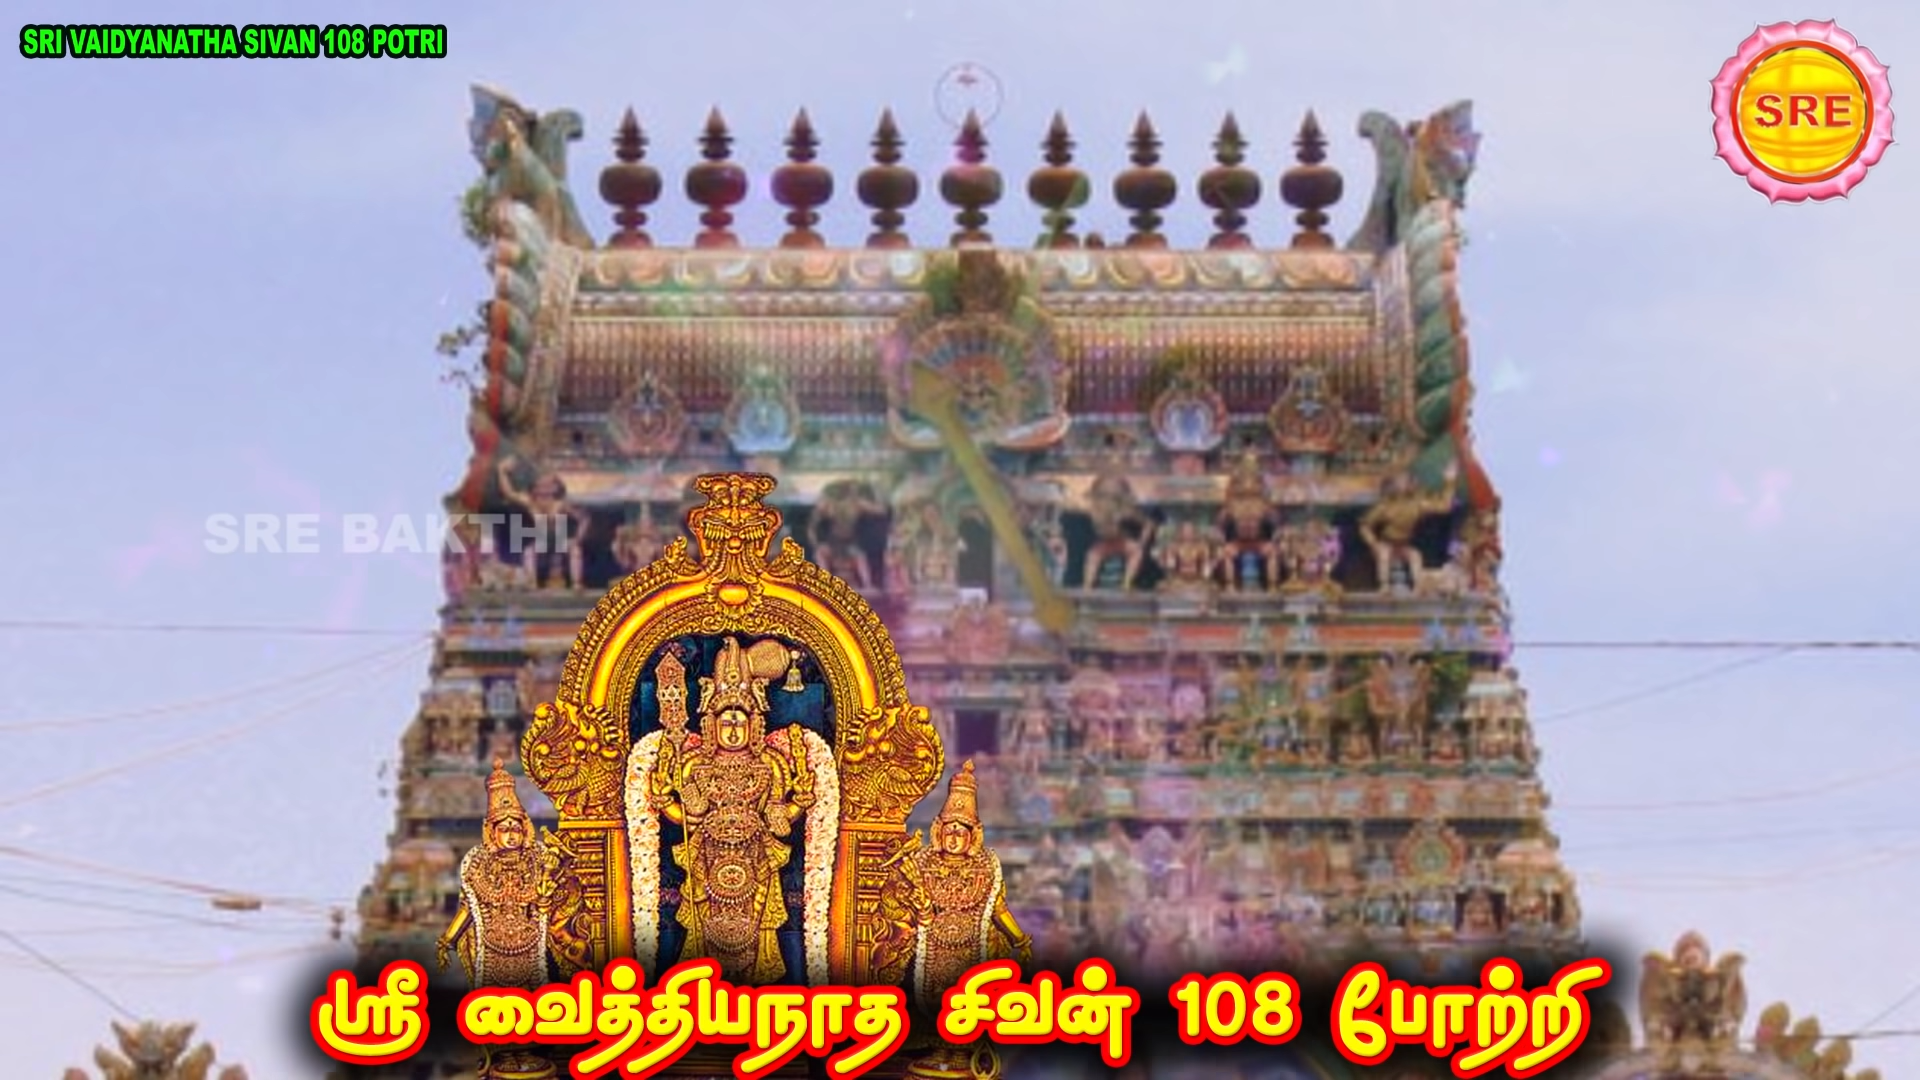 SRI VAIDYANATHA SIVAN 108 POTRI
SRE
SRE BAKTHI
ஸ்ரீ வைத்தியநாத சிவன் 108 போற்றி